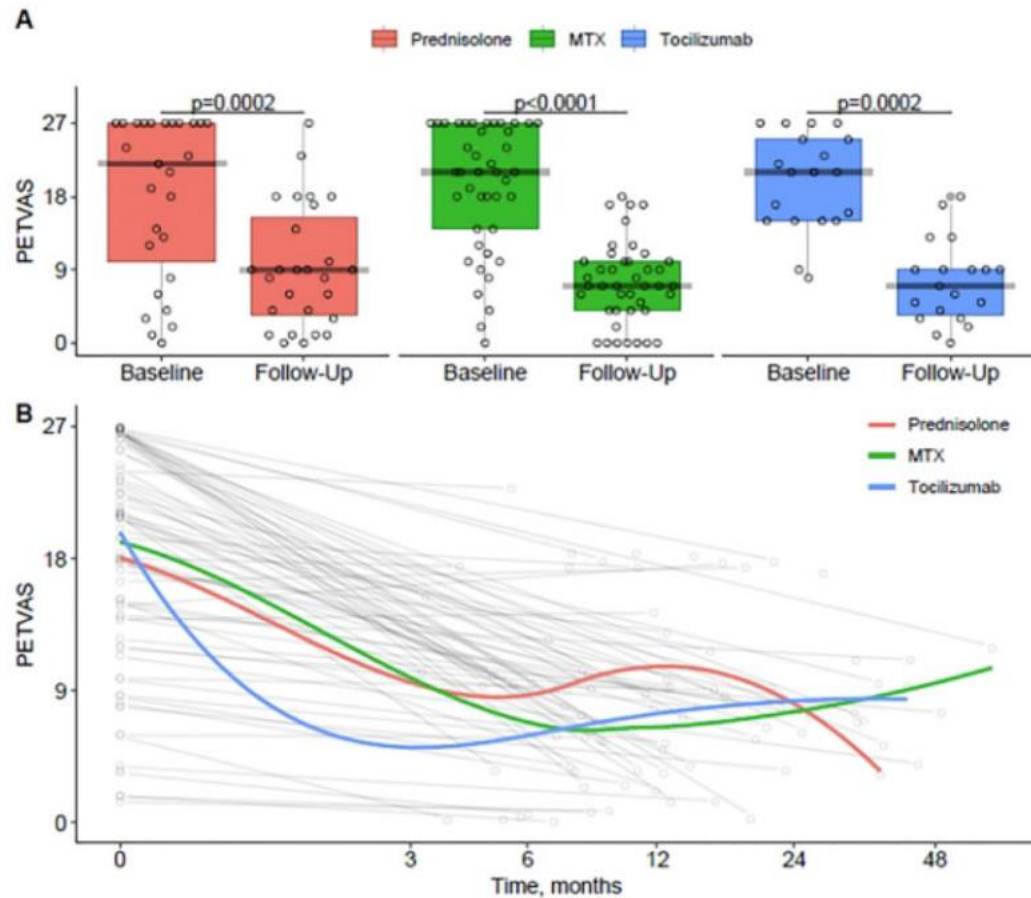 A
Prednisolone MTX Tocilizumab
p=0.0002 p<0.0001 p=0.0002
27
18
9
0
PETVAS
Baseline Follow-Up Baseline Follow-Up Baseline Follow-Up
B
27
18
9
0
PETVAS
Prednisolone
MTX
Tocilizumab
0 3 6 12 24 48
Time, months